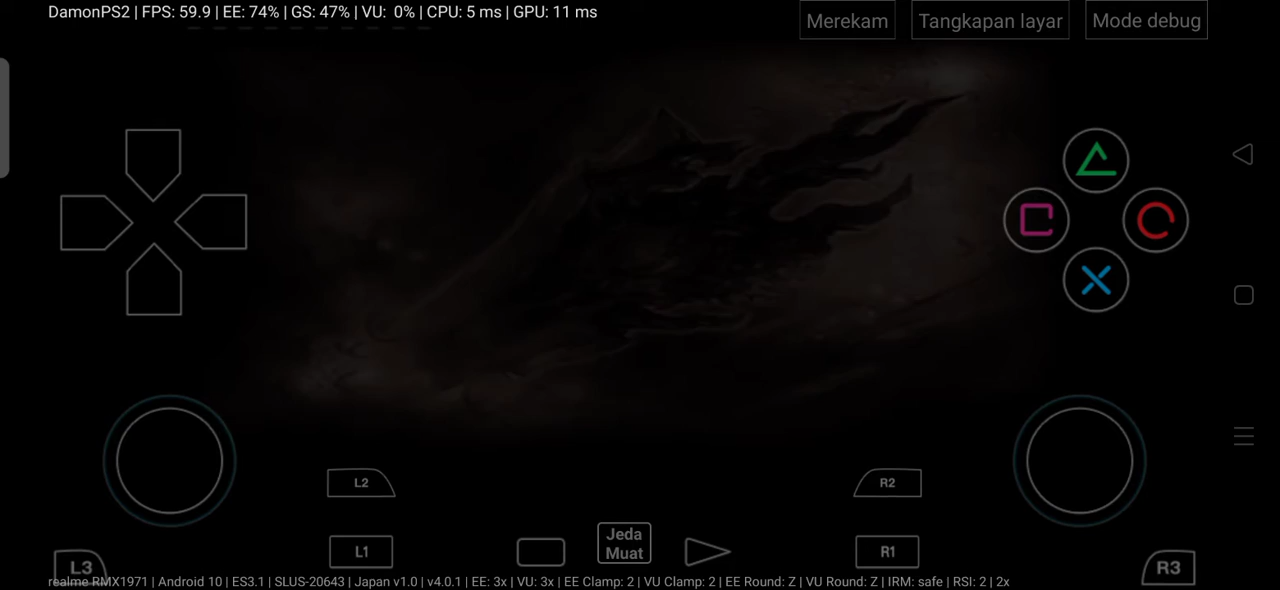 DamonPS2 | FPS: 59.9 | EE: 74% | GS: 47% | VU: 0% | CPU: 5 ms | GPU: 11 ms
Merekam
Tangkapan layar
Mode debug
L2
R2
L1
Jeda
Muat
R1
L3
R3
realme RMX1971 | Android 10 | ES3.1 | SLUS-20643 | Japan v1.0 | v4.0.1 | EE: 3x | VU: 3x | EE Clamp: 2 | VU Clamp: 2 | EE Round: Z | VU Round: Z | IRM: safe | RSI: 2 | 2x